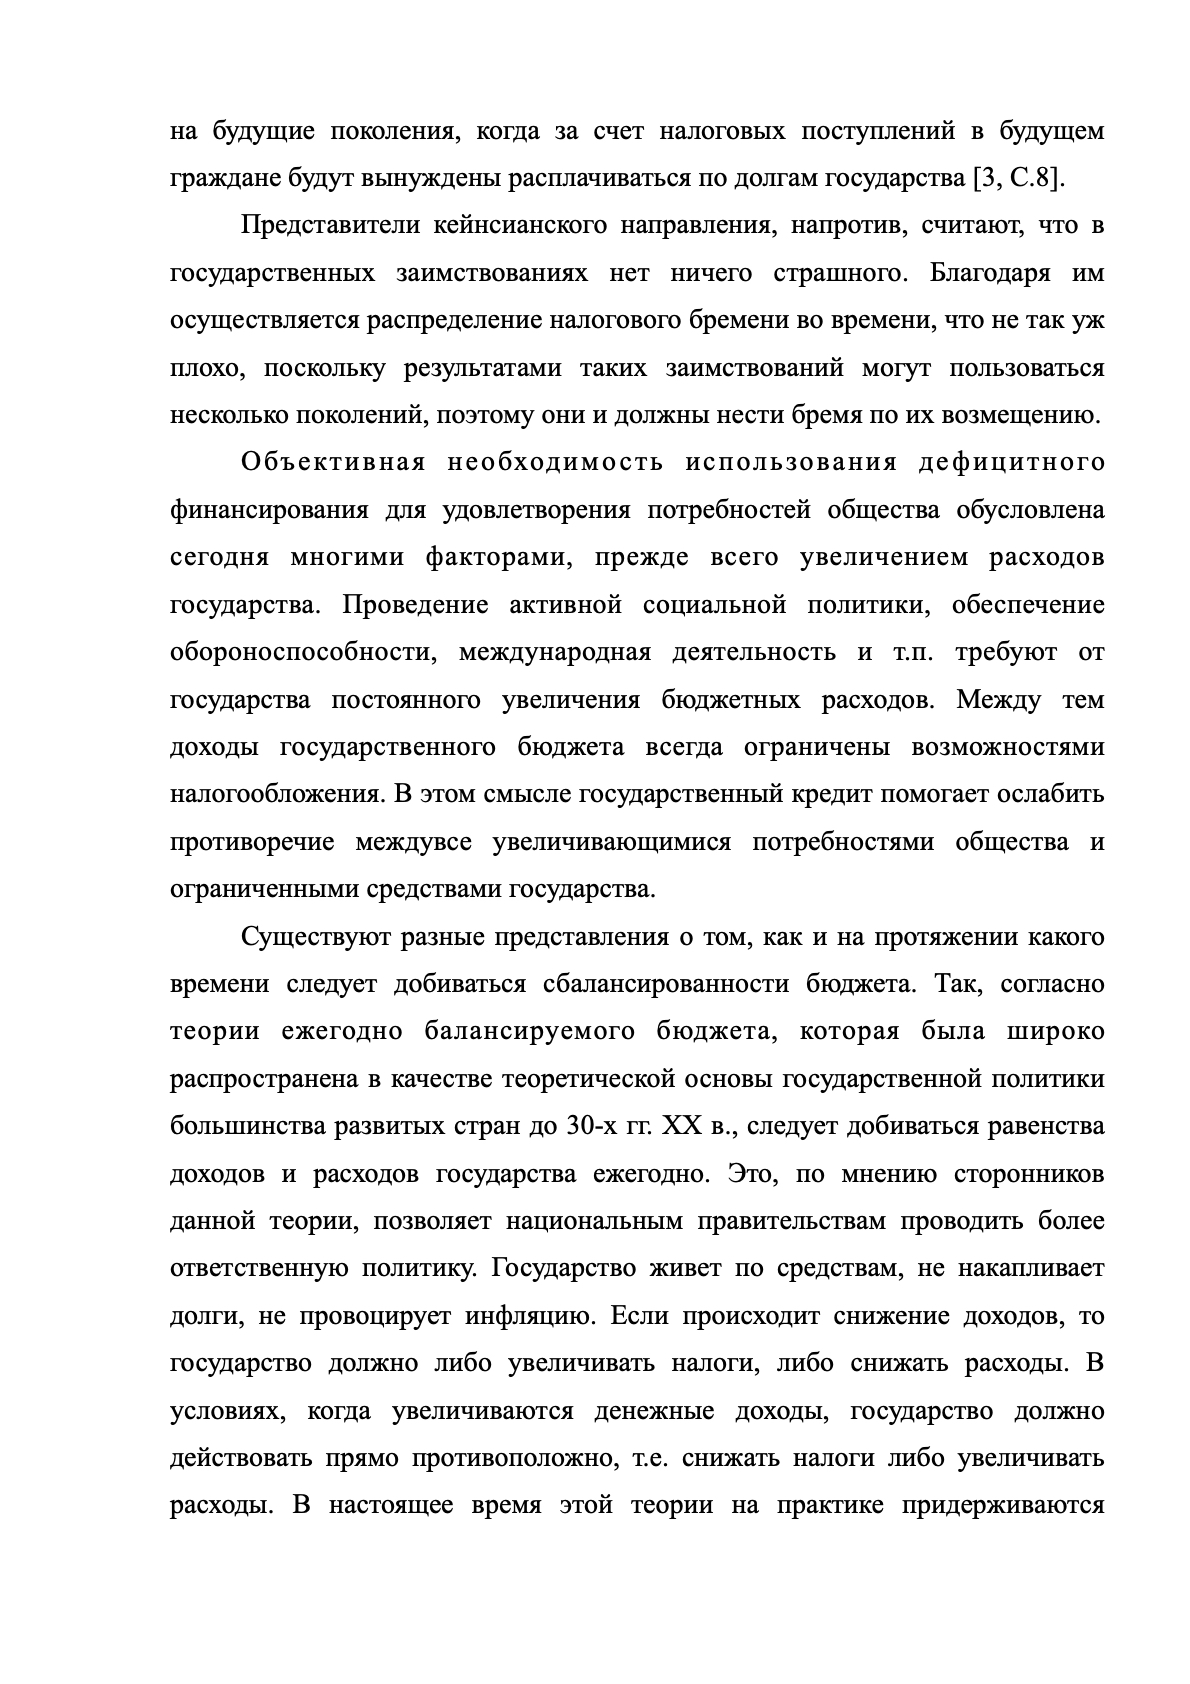 на будущие поколения, когда за счет налоговых поступлений в будущем
граждане будут вынуждены расплачиваться по долгам государства [3, С.8].
Представители кейнсианского направления, напротив, считают, что в
государственных заимствованиях нет ничего страшного. Благодаря им
осуществляется распределение налогового бремени во времени, что не так уж
плохо, поскольку результатами таких заимствований могут пользоваться
несколько поколений, поэтому они и должны нести бремя по их возмещению.
Объективная необходимость использования дефицитного
финансирования для удовлетворения потребностей общества обусловлена
сегодня многими факторами, прежде всего увеличением расходов
государства. Проведение активной социальной политики, обеспечение
обороноспособности, международная деятельность и т.п. требуют от
государства постоянного увеличения бюджетных расходов. Между тем
доходы государственного бюджета всегда ограничены возможностями
налогообложения. В этом смысле государственный кредит помогает ослабить
противоречие междувсе увеличивающимися потребностями общества и
ограниченными средствами государства.
Существуют разные представления о том, как и на протяжении какого
времени следует добиваться сбалансированности бюджета. Так, согласно
теории ежегодно балансируемого бюджета, которая была широко
распространена в качестве теоретической основы государственной политики
большинства развитых стран до 30-х гг. XX в., следует добиваться равенства
доходов и расходов государства ежегодно. Это, по мнению сторонников
данной теории, позволяет национальным правительствам проводить более
ответственную политику. Государство живет по средствам, не накапливает
долги, не провоцирует инфляцию. Если происходит снижение доходов, то
государство должно либо увеличивать налоги, либо снижать расходы. В
условиях, когда увеличиваются денежные доходы, государство должно
действовать прямо противоположно, т.е. снижать налоги либо увеличивать
расходы. В настоящее время этой теории на практике придерживаются